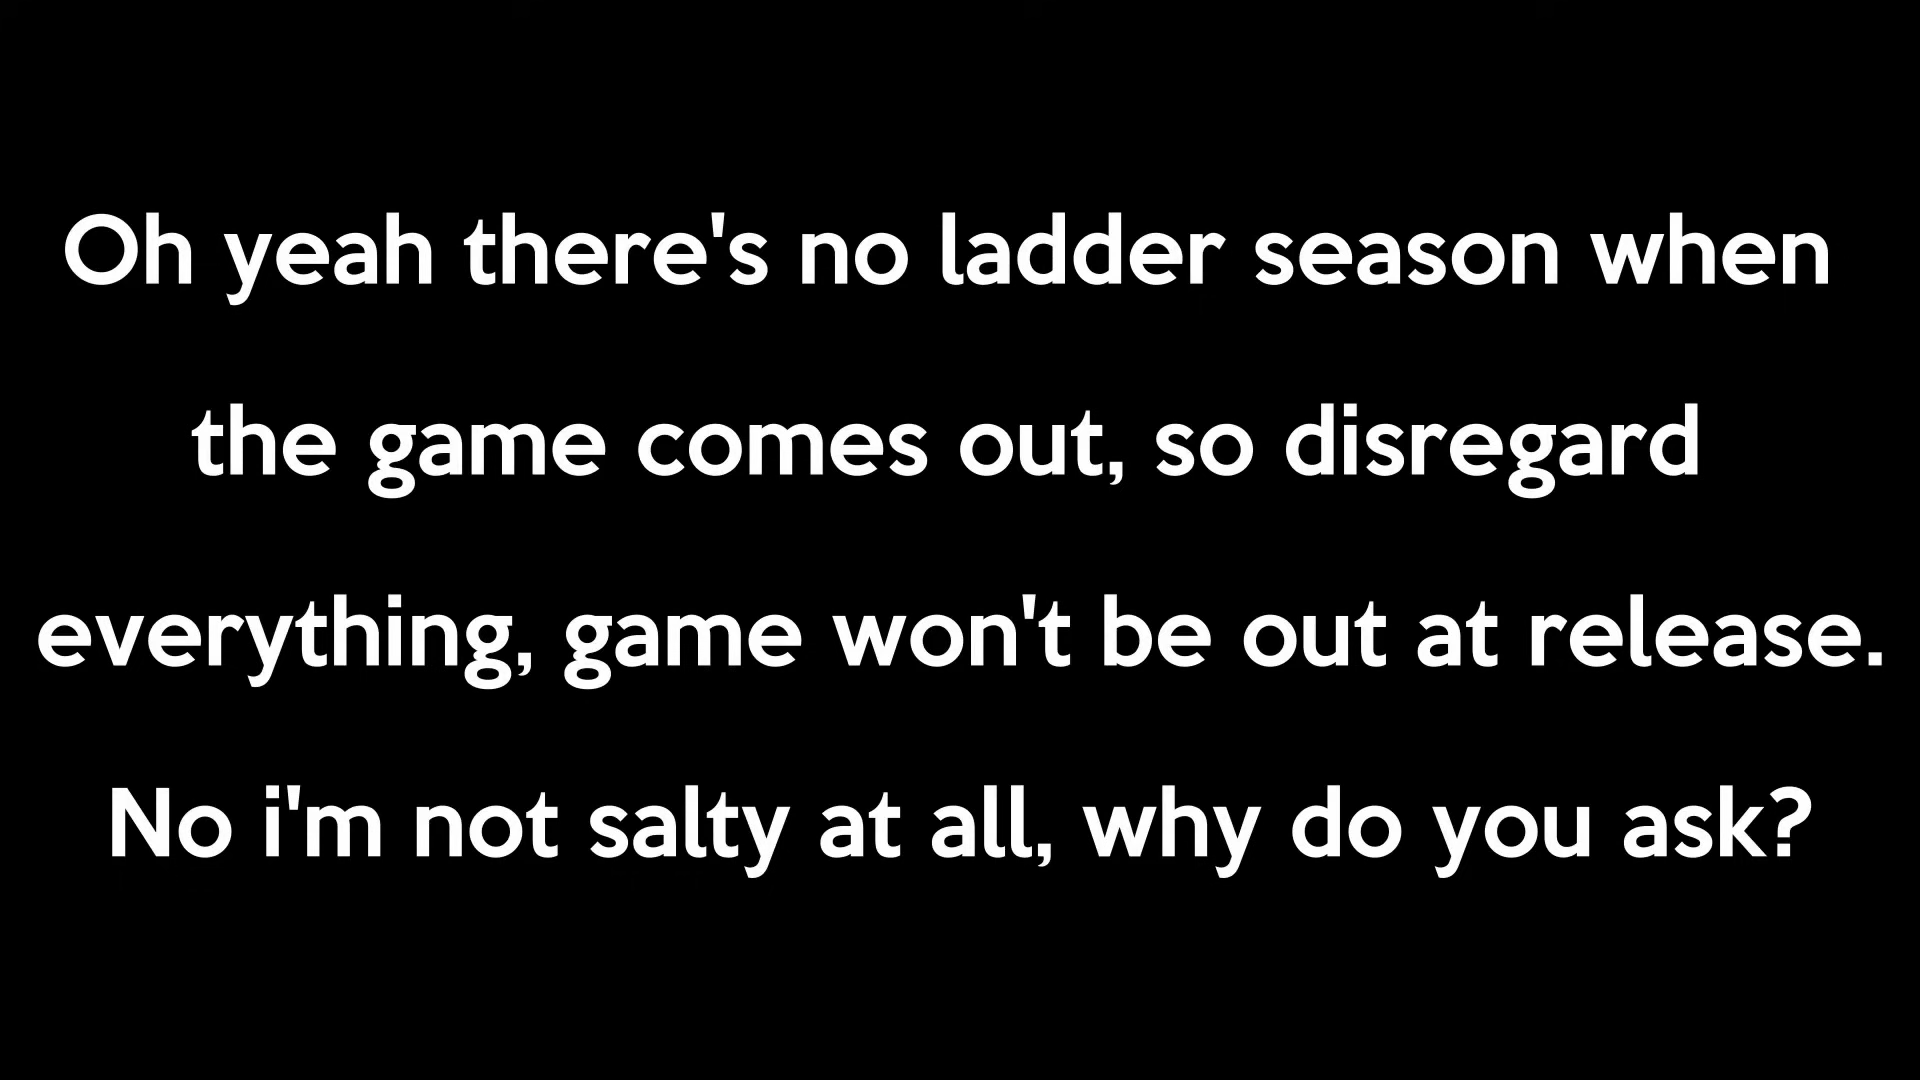 Oh yeah there's no ladder season when
the game comes out, so disregard
everything, game won't be out at release.
No i'm not salty at all, why do you ask?